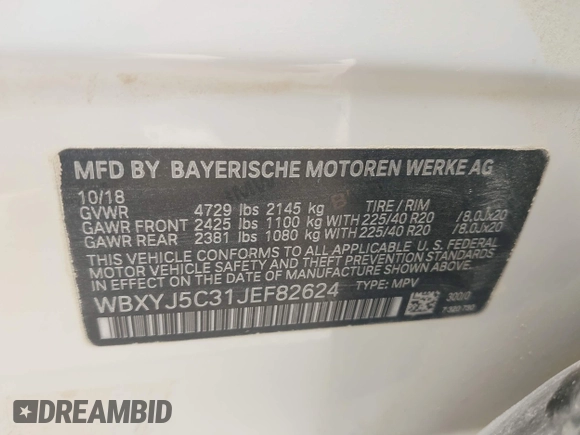 MFD BY BAYERISCHE MOTOREN WERKE AG
10/18
GVWR 4729 lbs 2145 kg TIRE / RIM
GAWR FRONT 2425 lbs 1100 kg WITH 225/40 R20 /8.0Jx20
GAWR REAR 2381 lbs 1080 kg WITH 225/40 R20 /8.0Jx20
THIS VEHICLE CONFORMS TO ALL APPLICABLE U.S. FEDERAL
MOTOR VEHICLE SAFETY AND THEFT PREVENTION STANDARDS
IN EFFECT ON THE DATE OF MANUFACTURE SHOWN ABOVE.
WBXYJ5C31JEF82624 TYPE: MPV
300/0
DREAMBID